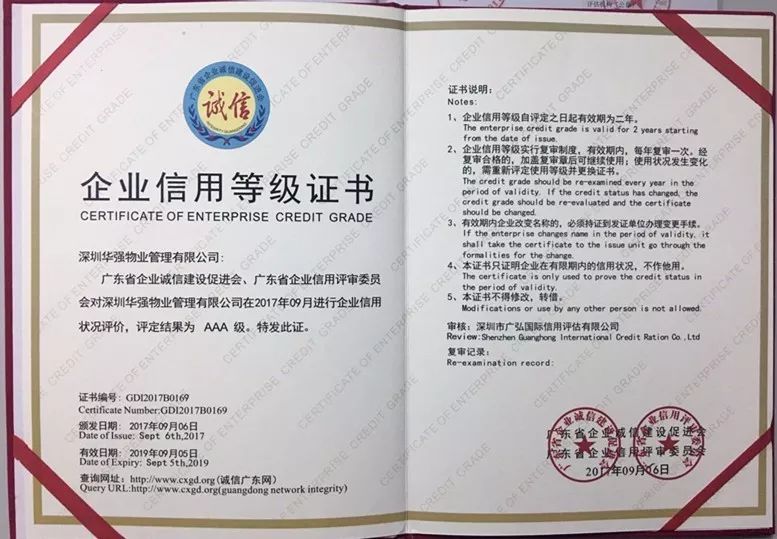 广东省企业诚信建设促进会
诚信
企业信用等级证书
CERTIFICATE OF ENTERPRISE CREDIT GRADE
深圳华强物业管理有限公司:
广东省企业诚信建设促进会、广东省企业信用评审委员
会对深圳华强物业管理有限公司在2017年09月进行企业信用
状况评价，评定结果为 AAA 级。特发此证。
证书编号: GDI2017B0169
Certificate Number:GDI2017B0169
颁发日期: 2017年09月06日
Date of Issue: Sept 6th,2017
有效日期: 2019年09月05日
Date of Expiry: Sept 5th,2019
查询网址: http://www.cxgd.org(诚信广东网)
Query URL:http://www.cxgd.org(guangdong network integrity)
证书说明:
Notes:
1、企业信用等级自评定之日起有效期为二年。
The enterprise credit grade is valid for 2 years starting
from the date of issue.
2、企业信用等级实行复审制度，有效期内，每年复审一次。经
复审合格的，加盖复审章后可继续使用；使用状况发生变化
的，需重新评定使用等级并更换证书。
The credit grade should be re-examined every year in the
period of validity. If the credit status has changed, the
credit grade should be re-evaluated and the certificate
should be changed.
3、有效期内企业改变名称的，必须持证到发证单位办理变更手续。
If the enterprise changes name in the period of validity, it
shall take the certificate to the issue unit go through the
formalities for the change.
4、本证书只证明企业在有限期内的信用状况，不作他用。
The certificate is only used to prove the credit status in
the period of validity.
5、本证书不得修改，转借。
Modifications or use by any other person is not allowed.
审核: 深圳市广弘国际信用评估有限公司
Review:Shenzhen Guanghong International Credit Ration Co.,Ltd
复审记录:
Re-examination record:
广东省企业诚信建设促进会
广东省企业信用评审委员会
2017年09月06日